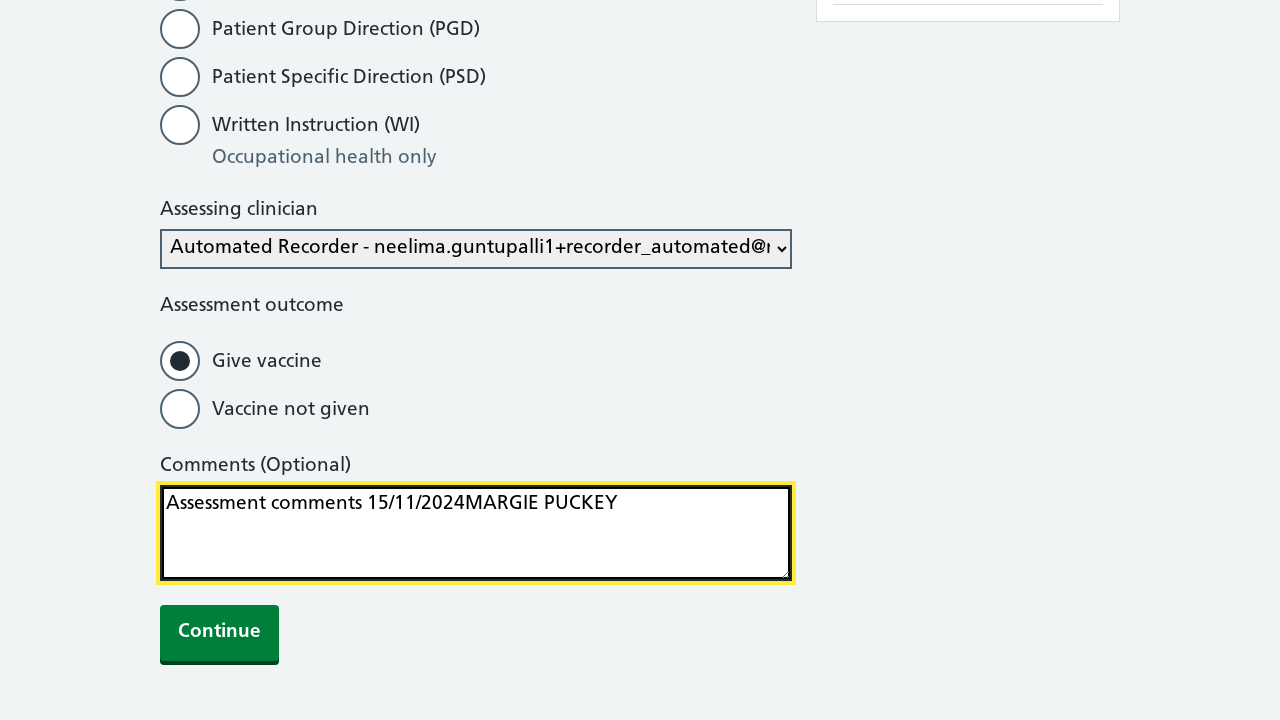 Patient Group Direction (PGD)
Patient Specific Direction (PSD)
Written Instruction (WI)
Occupational health only
Assessing clinician
Automated Recorder - neelima.guntupalli1+recorder_automated@
Assessment outcome
Give vaccine
Vaccine not given
Comments (Optional)
Assessment comments 15/11/2024MARGIE PUCKEY
Continue